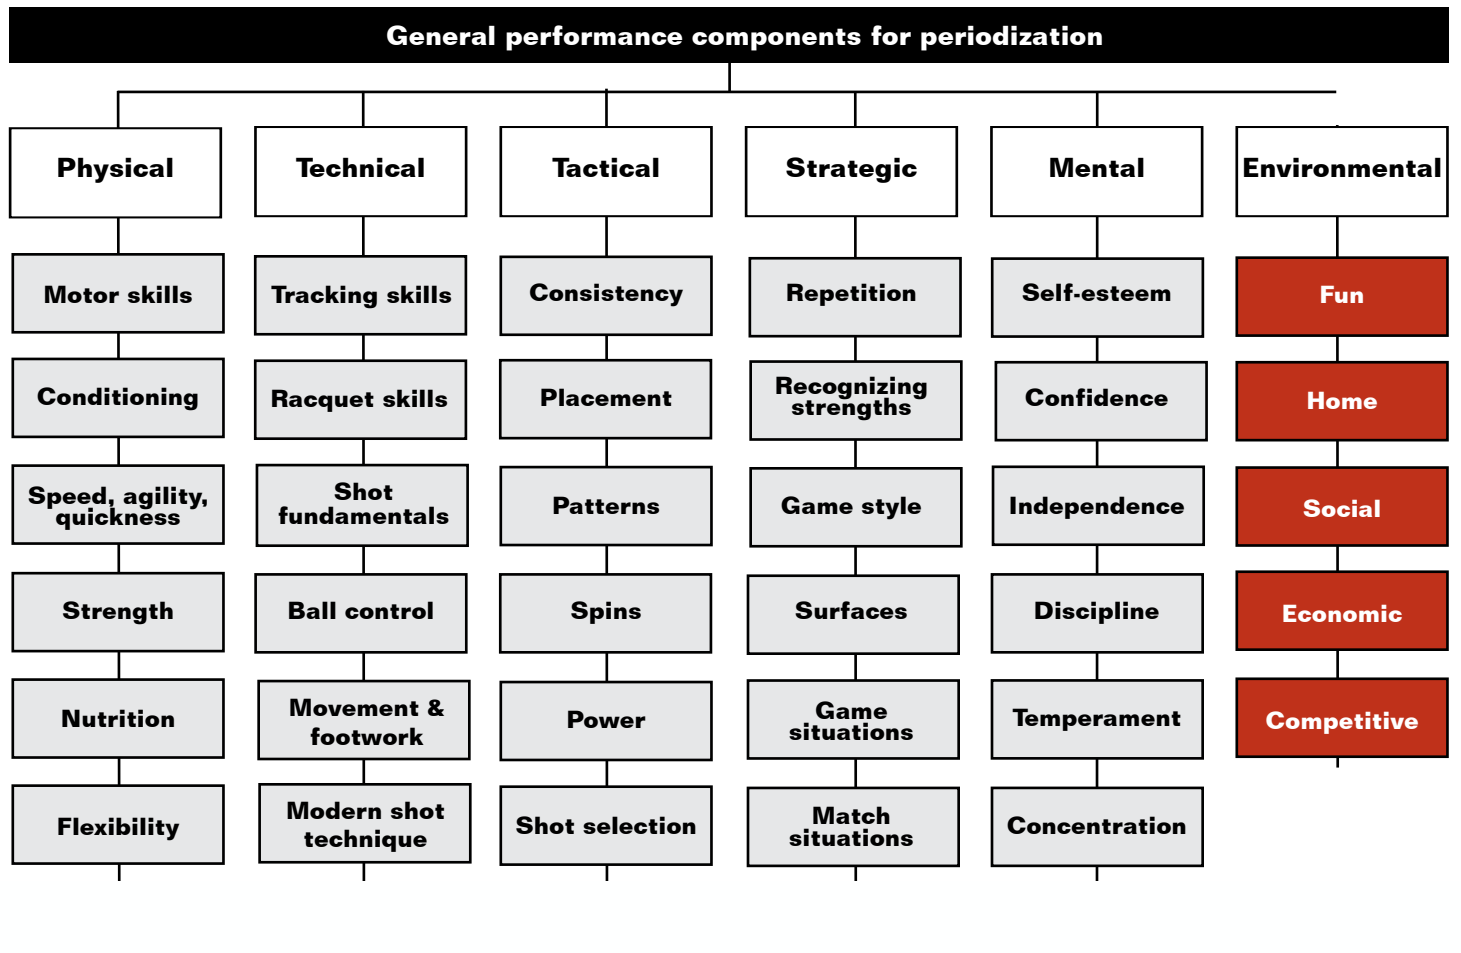 General performance components for periodization
Physical
Technical
Tactical
Strategic
Mental
Environmental
Motor skills
Tracking skills
Consistency
Repetition
Self-esteem
Fun
Conditioning
Racquet skills
Placement
Recognizing
strengths
Confidence
Home
Speed, agility,
quickness
Shot
fundamentals
Patterns
Game style
Independence
Social
Strength
Ball control
Spins
Surfaces
Discipline
Economic
Nutrition
Movement &
footwork
Power
Game
situations
Temperament
Competitive
Flexibility
Modern shot
technique
Shot selection
Match
situations
Concentration